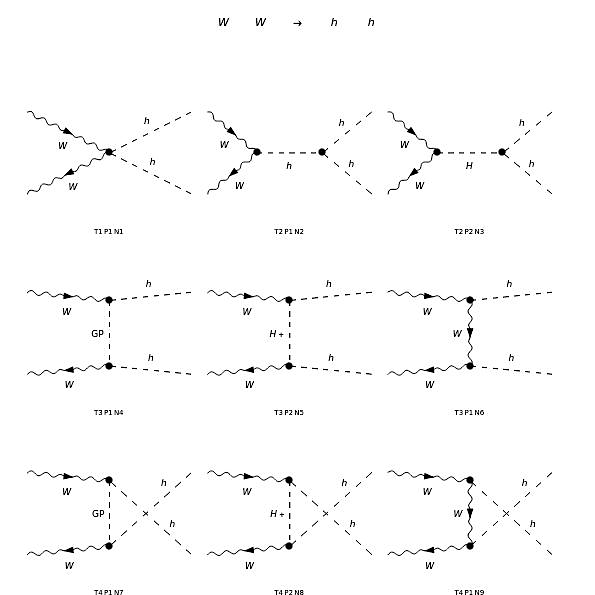 W W → h h
h h h
W W W
h H
h h h
W W W
T1 P1 N1 T2 P1 N2 T2 P2 N3
h h h
W W W
GP H + W
h h h
W W W
T3 P1 N4 T3 P2 N5 T3 P1 N6
h h h
W W W
GP H + W
h h h
W W W
T4 P1 N7 T4 P2 N8 T4 P1 N9